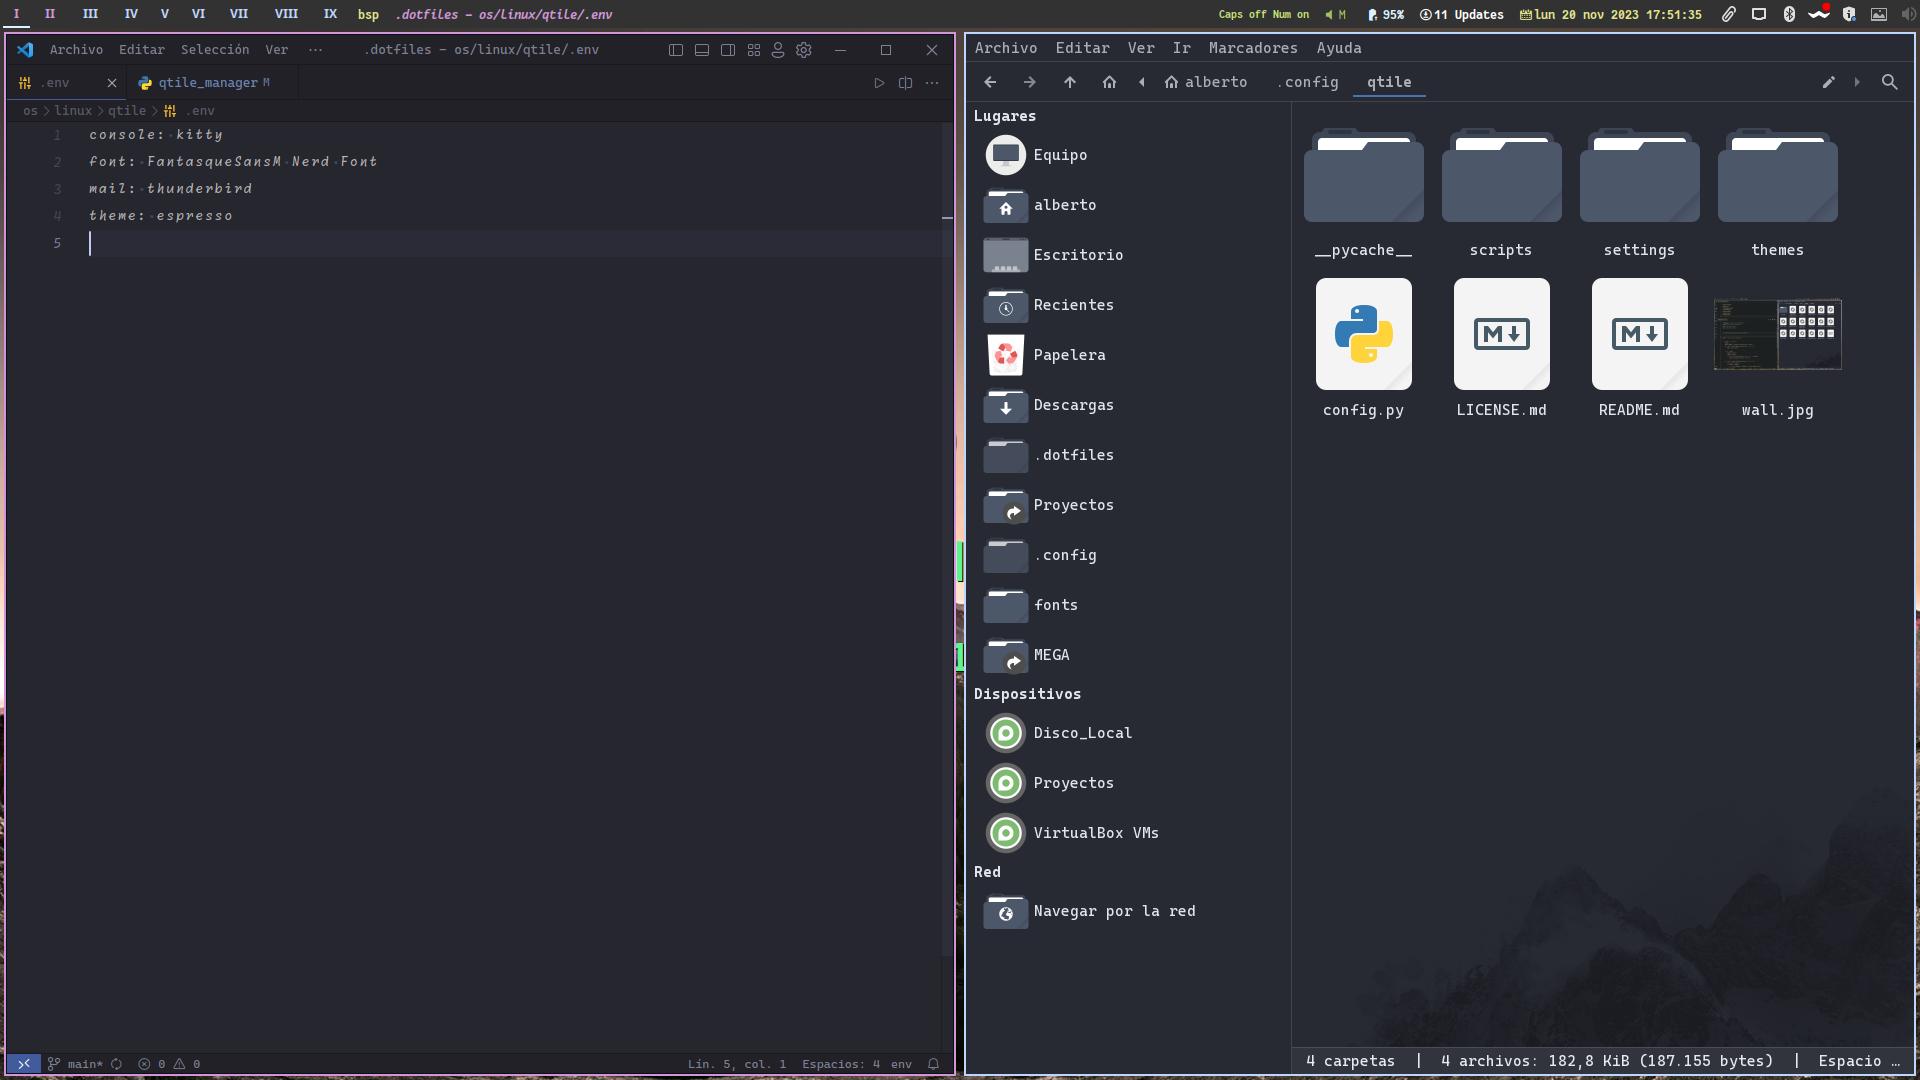 I II III IV V VI VII VIII IX bsp .dotfiles - os/linux/qtile/.env Caps off Num on M 95% 11 Updates lun 20 nov 2023 17:51:35
Archivo Editar Selección Ver ··· .dotfiles - os/linux/qtile/.env
.env qtile_manager M
os > linux > qtile > .env
1 console: kitty
2 font: FantasqueSansM Nerd Font
3 mail: thunderbird
4 theme: espresso
5
main* 0 0 Lín. 5, col. 1 Espacios: 4 env
Archivo Editar Ver Ir Marcadores Ayuda
alberto .config qtile
Lugares
Equipo
alberto
Escritorio
Recientes
Papelera
Descargas
.dotfiles
Proyectos
.config
fonts
MEGA
Dispositivos
Disco_Local
Proyectos
VirtualBox VMs
Red
Navegar por la red
__pycache__ scripts settings themes
M M
config.py LICENSE.md README.md wall.jpg
4 carpetas | 4 archivos: 182,8 KiB (187.155 bytes) | Espacio …